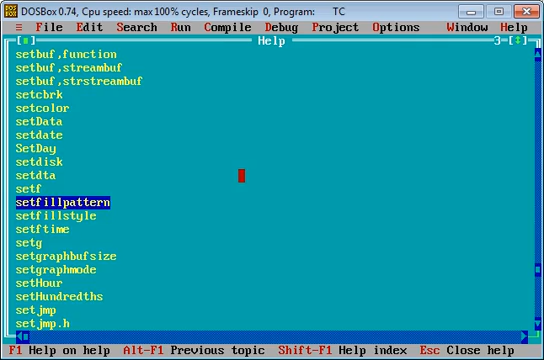 DOSBox 0.74, Cpu speed: max 100% cycles, Frameskip 0, Program: TC
≡ File Edit Search Run Compile Debug Project Options Window Help
Help 3
setbuf,function
setbuf,streambuf
setbuf,strstreambuf
setcbrk
setcolor
setData
setdate
SetDay
setdisk
setdta
setf
setfillpattern
setfillstyle
setftime
setg
setgraphbufsize
setgraphmode
setHour
setHundredths
setjmp
setjmp.h
F1 Help on help Alt-F1 Previous topic Shift-F1 Help index Esc Close help